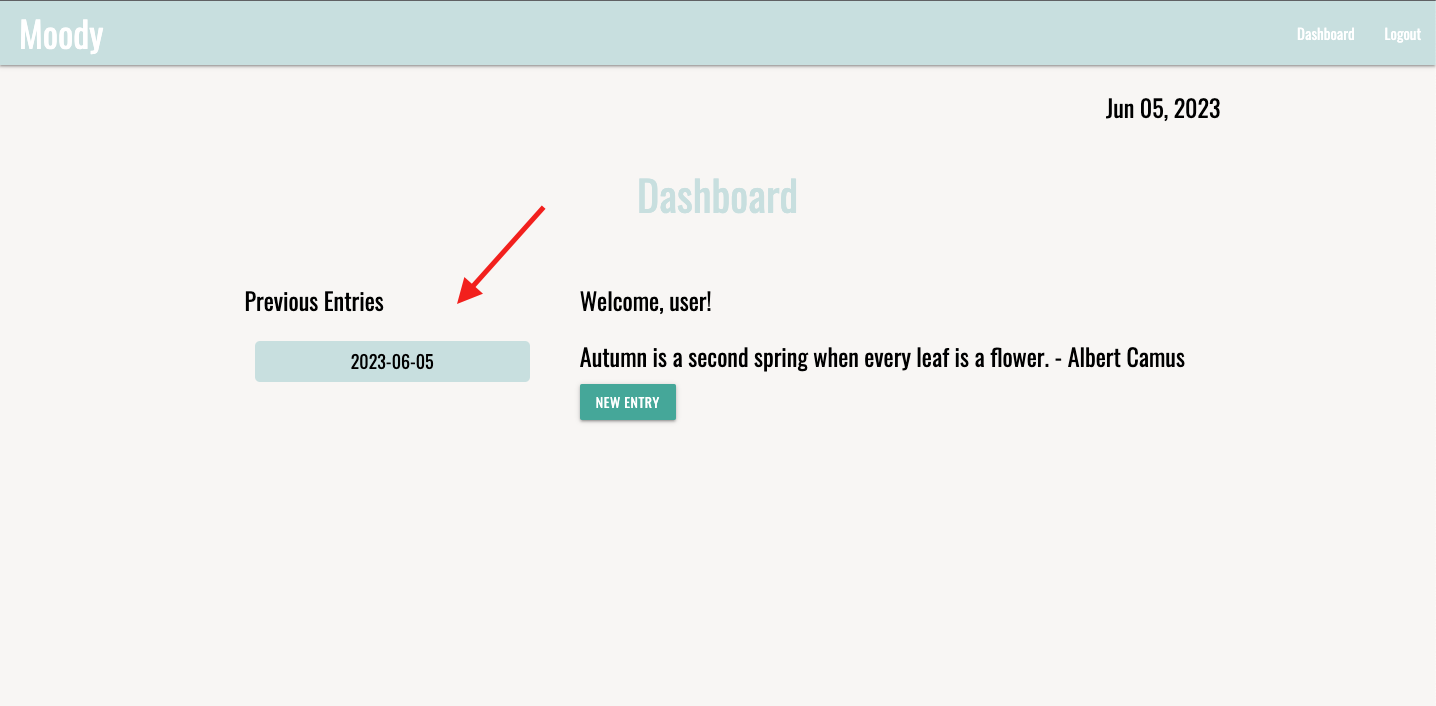 Moody
Dashboard
Logout
Jun 05, 2023
Dashboard
Previous Entries
2023-06-05
Welcome, user!
Autumn is a second spring when every leaf is a flower. - Albert Camus
NEW ENTRY